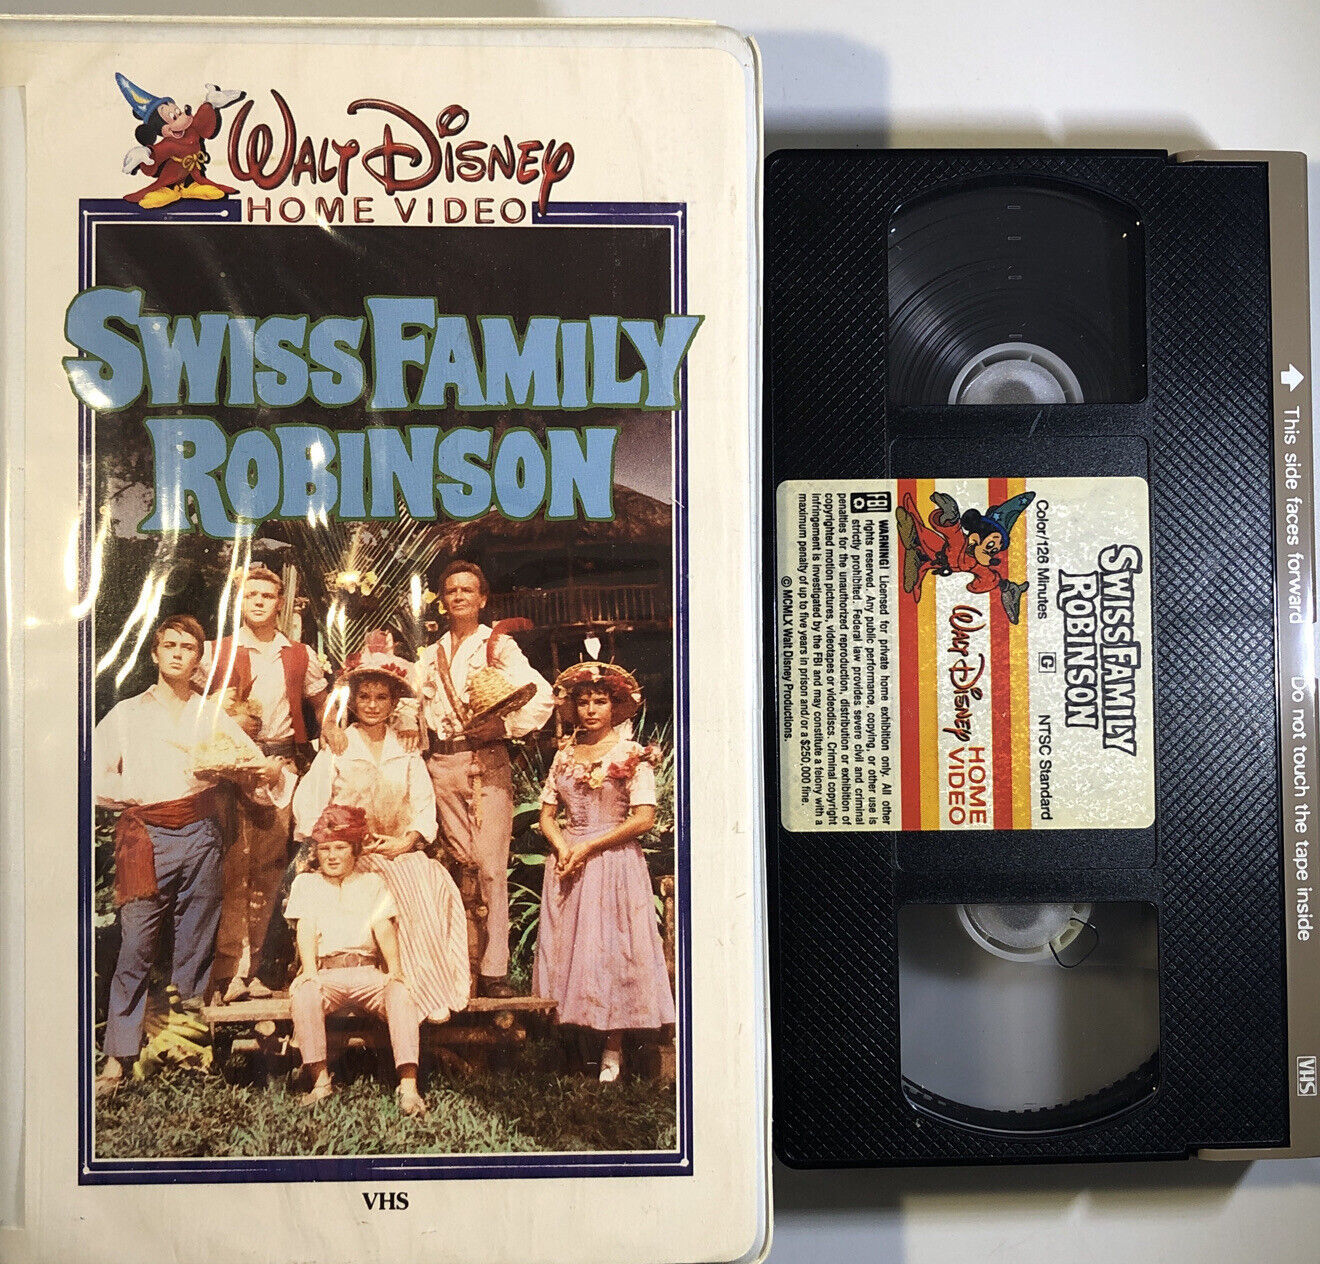 WALT DISNEY
HOME VIDEO
SWISS FAMILY
ROBINSON
VHS
SWISS FAMILY
ROBINSON
Color/126 Minutes G NTSC Standard
WALT DISNEY HOME
VIDEO
FBI WARNING! Licensed for private home exhibition only. All other
rights reserved. Any public performance, copying, or other use is
strictly prohibited. Federal law provides severe civil and criminal
penalties for the unauthorized reproduction, distribution or exhibition of
copyrighted motion pictures, videotapes or videodiscs. Criminal copyright
infringement is investigated by the FBI and may constitute a felony with a
maximum penalty of up to five years in prison and/or a $250,000 fine.
© MCMLX Walt Disney Productions.
This side faces forward Do not touch the tape inside
VHS